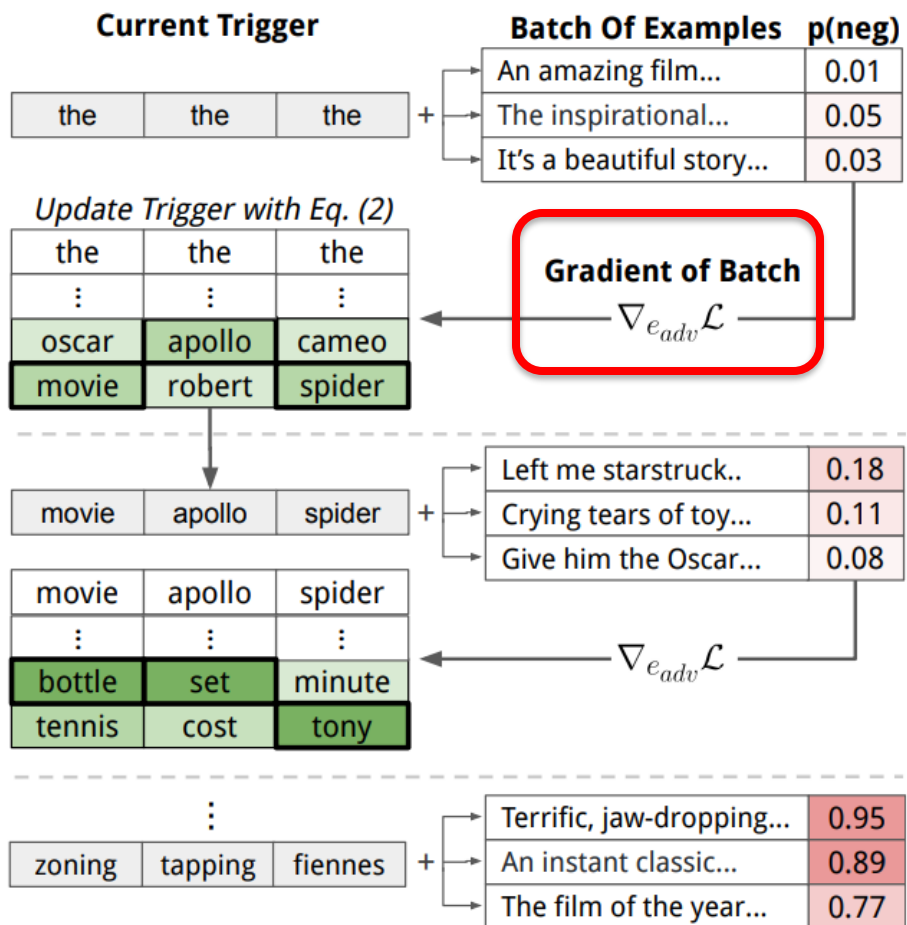 Current Trigger Batch Of Examples p(neg)
An amazing film... 0.01
the the the + The inspirational... 0.05
It's a beautiful story... 0.03
Update Trigger with Eq. (2)
the the the
Gradient of Batch
⋮ ⋮ ⋮
∇e_adv ℒ
oscar apollo cameo
movie robert spider
Left me starstruck.. 0.18
movie apollo spider + Crying tears of toy... 0.11
Give him the Oscar... 0.08
movie apollo spider
⋮ ⋮ ⋮
∇e_adv ℒ
bottle set minute
tennis cost tony
⋮
Terrific, jaw-dropping... 0.95
zoning tapping fiennes + An instant classic... 0.89
The film of the year... 0.77